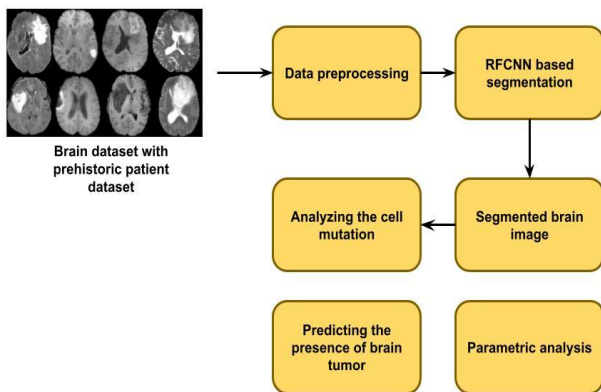 Brain dataset with
prehistoric patient
dataset
Data preprocessing
RFCNN based
segmentation
Analyzing the cell
mutation
Segmented brain
image
Predicting the
presence of brain
tumor
Parametric analysis